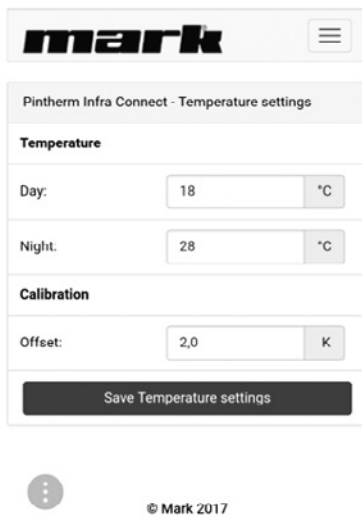 mark
Pintherm Infra Connect - Temperature settings
Temperature
Day: 18 °C
Night: 28 °C
Calibration
Offset: 2,0 K
Save Temperature settings
© Mark 2017